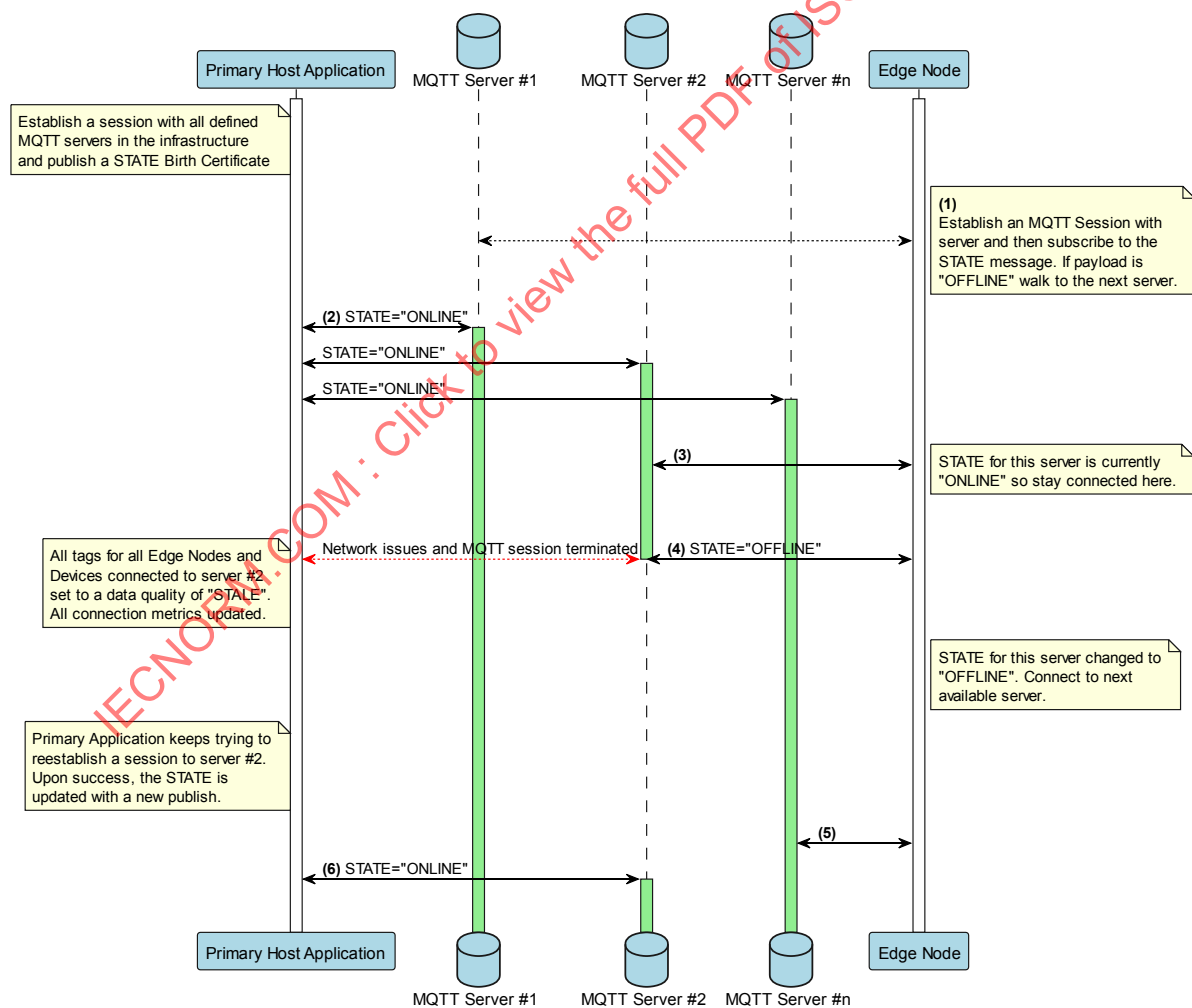 Primary Host Application
MQTT Server #1
MQTT Server #2
MQTT Server #n
Edge Node
Establish a session with all defined
MQTT servers in the infrastructure
and publish a STATE Birth Certificate
(1)
Establish an MQTT Session with
server and then subscribe to the
STATE message. If payload is
"OFFLINE" walk to the next server.
(2) STATE="ONLINE"
STATE="ONLINE"
STATE="ONLINE"
(3)
STATE for this server is currently
"ONLINE" so stay connected here.
Network issues and MQTT session terminated
(4) STATE="OFFLINE"
All tags for all Edge Nodes and
Devices connected to server #2
set to a data quality of "STALE".
All connection metrics updated.
STATE for this server changed to
"OFFLINE". Connect to next
available server.
Primary Application keeps trying to
reestablish a session to server #2.
Upon success, the STATE is
updated with a new publish.
(5)
(6) STATE="ONLINE"
Primary Host Application
MQTT Server #1
MQTT Server #2
MQTT Server #n
Edge Node
IECNORM.COM : Click to view the full PDF of